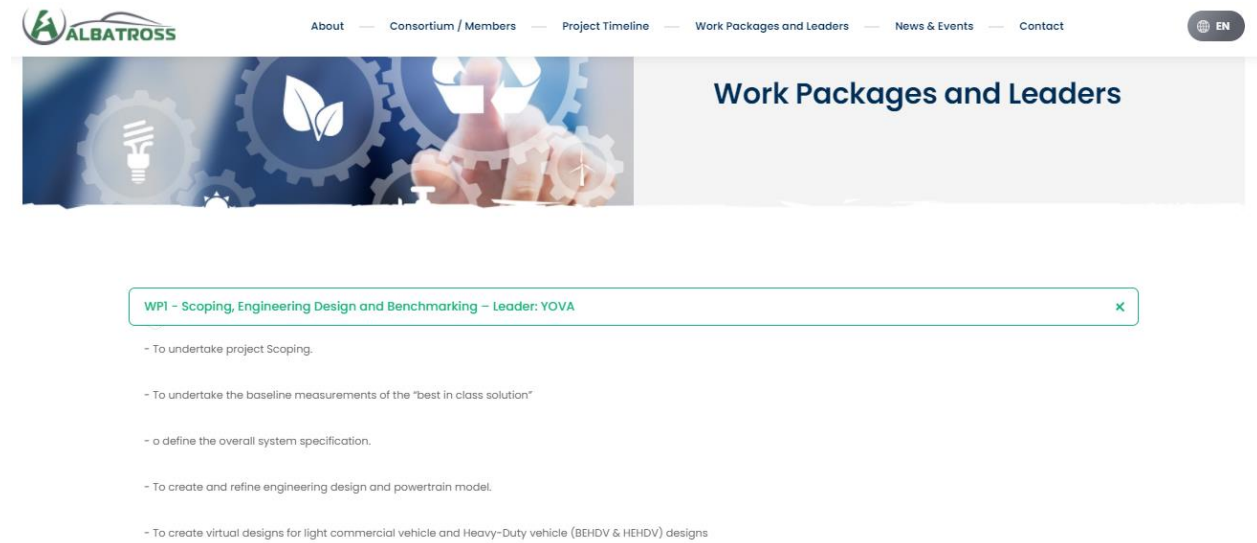 ALBATROSS
About
Consortium / Members
Project Timeline
Work Packages and Leaders
News & Events
Contact
EN
Work Packages and Leaders
WP1 - Scoping, Engineering Design and Benchmarking – Leader: YOVA
- To undertake project Scoping.
- To undertake the baseline measurements of the “best in class solution”
- o define the overall system specification.
- To create and refine engineering design and powertrain model.
- To create virtual designs for light commercial vehicle and Heavy-Duty vehicle (BEHDV & HEHDV) designs